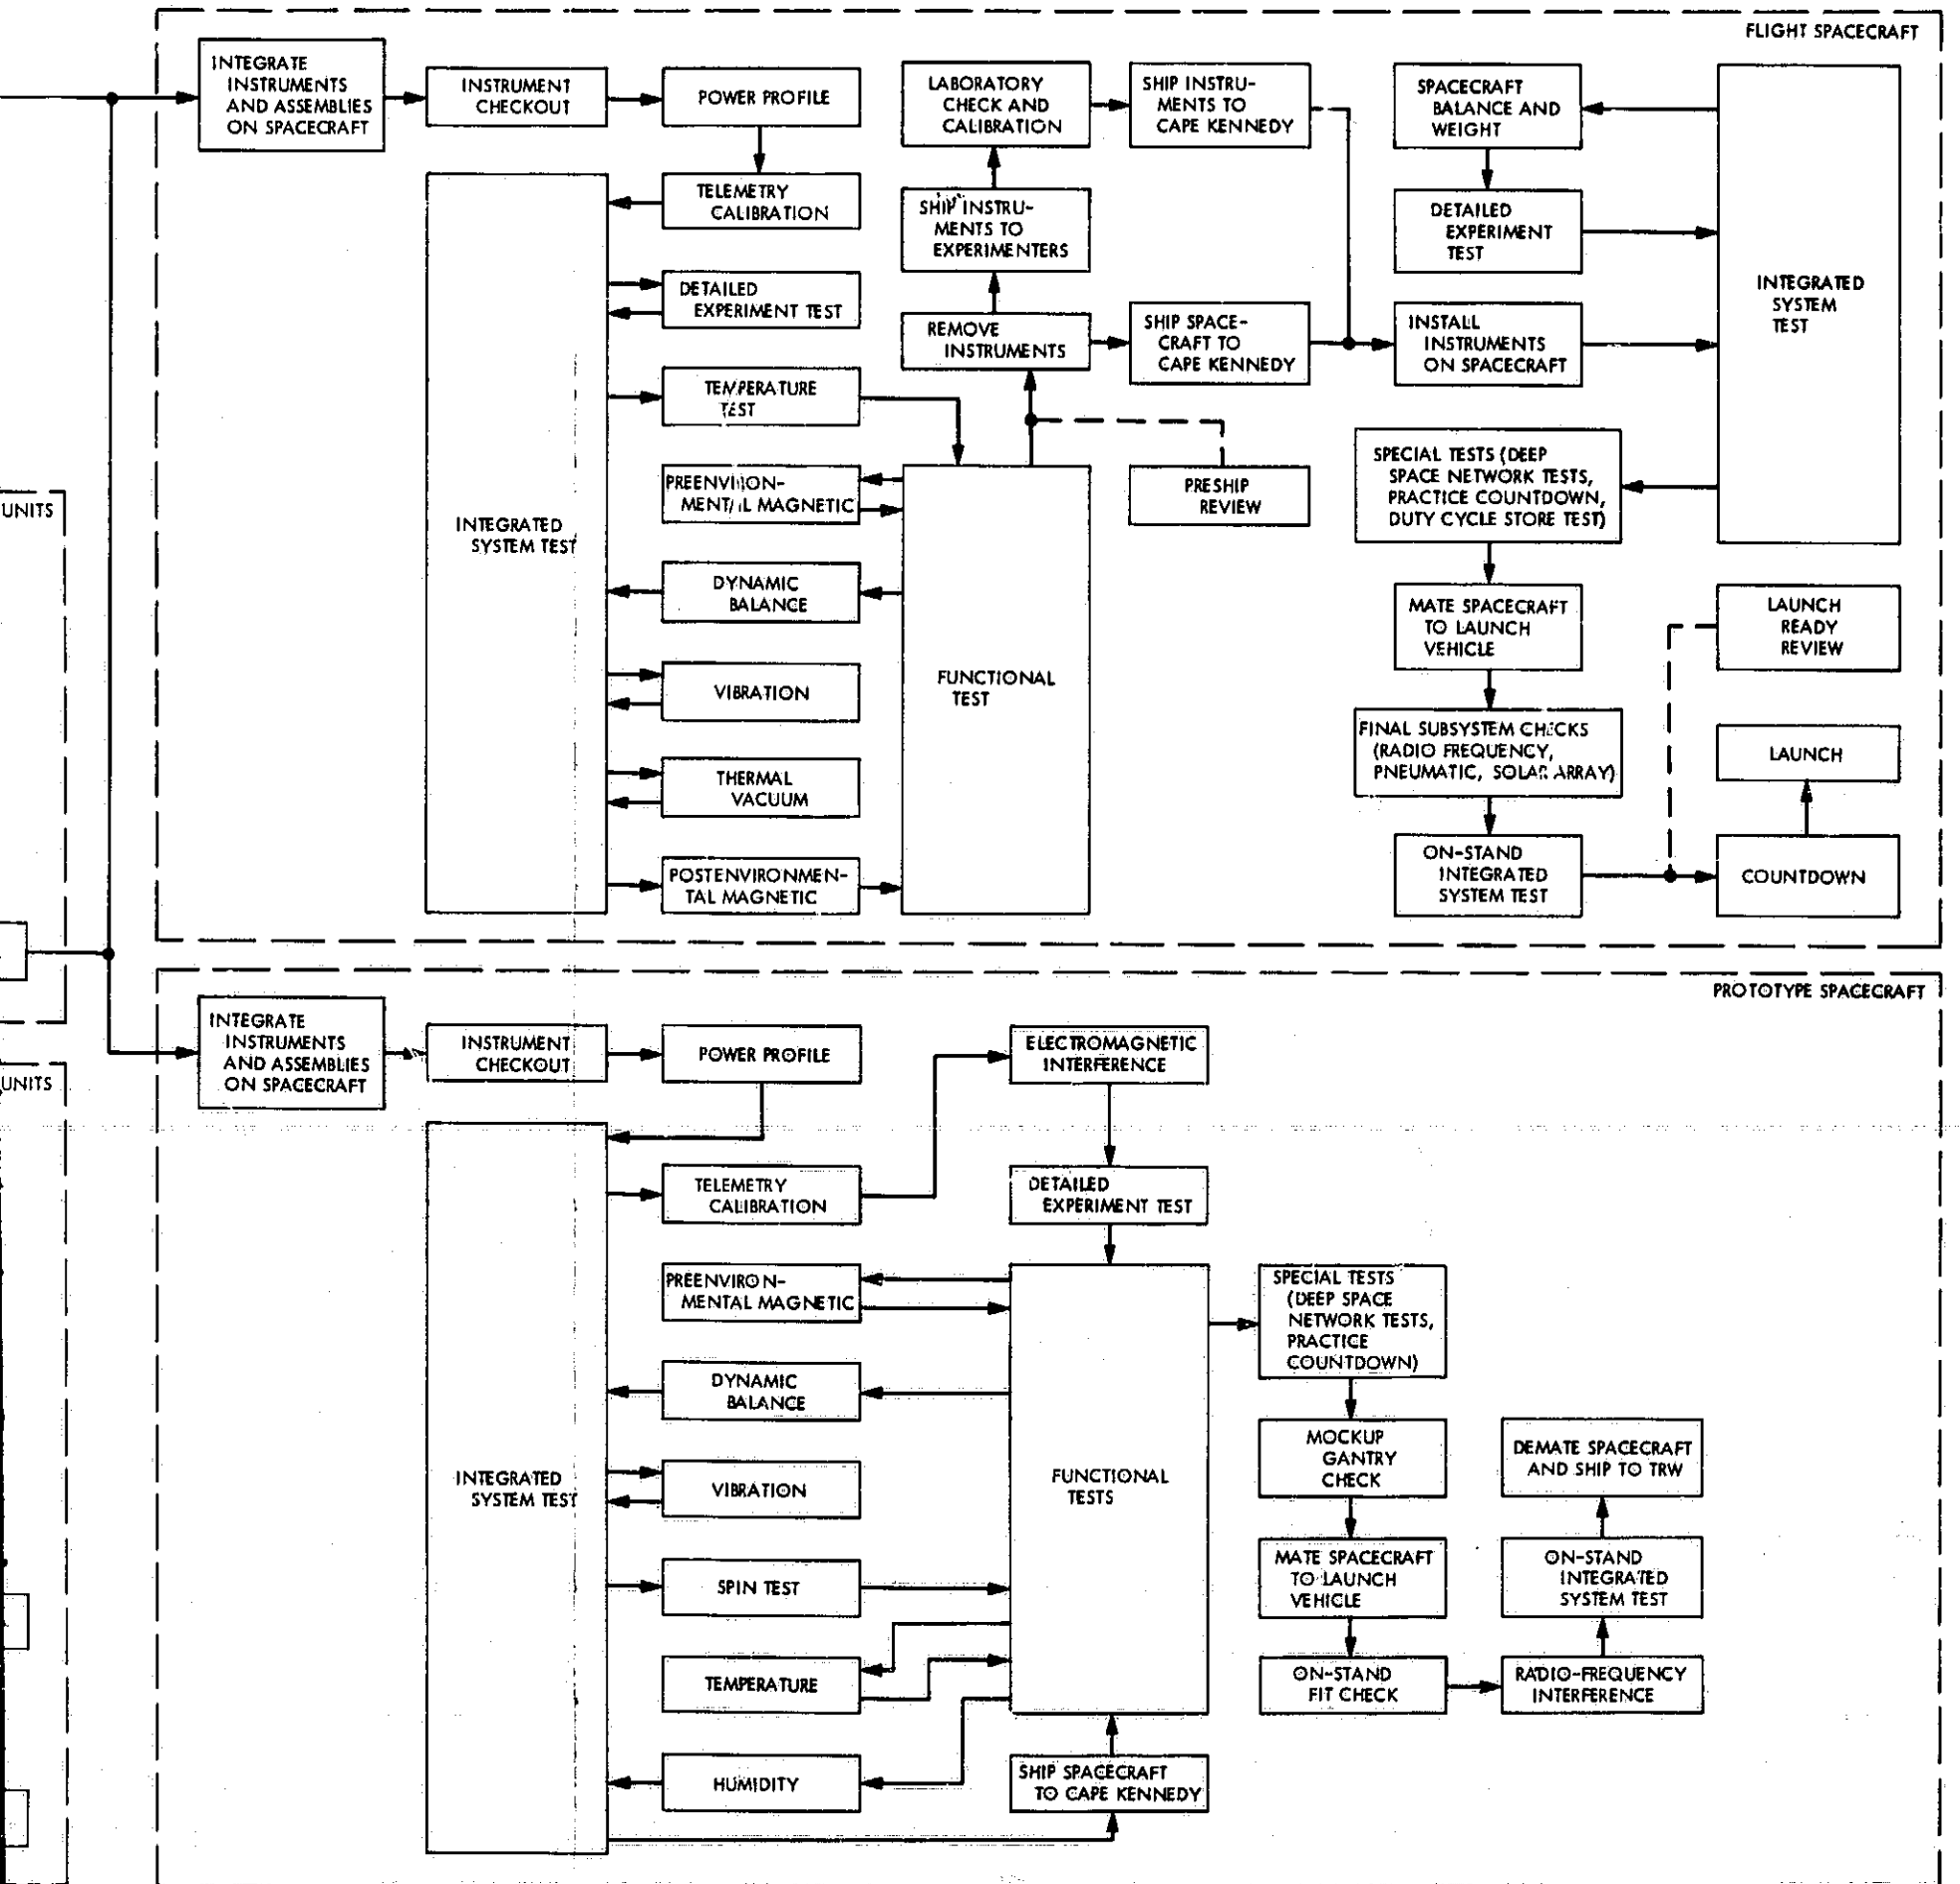 FLIGHT SPACECRAFT
INTEGRATE
INSTRUMENTS
AND ASSEMBLIES
ON SPACECRAFT
INSTRUMENT
CHECKOUT
POWER PROFILE
TELEMETRY
CALIBRATION
INTEGRATED
SYSTEM TEST
DETAILED
EXPERIMENT TEST
TEMPERATURE
TEST
PREENVIRON-
MENTAL MAGNETIC
DYNAMIC
BALANCE
VIBRATION
THERMAL
VACUUM
POSTENVIRONMEN-
TAL MAGNETIC
FUNCTIONAL
TEST
LABORATORY
CHECK AND
CALIBRATION
SHIP INSTRU-
MENTS TO
EXPERIMENTERS
REMOVE
INSTRUMENTS
SHIP INSTRU-
MENTS TO
CAPE KENNEDY
SHIP SPACE-
CRAFT TO
CAPE KENNEDY
PRESHIP
REVIEW
SPACECRAFT
BALANCE AND
WEIGHT
DETAILED
EXPERIMENT
TEST
INSTALL
INSTRUMENTS
ON SPACECRAFT
INTEGRATED
SYSTEM
TEST
SPECIAL TESTS (DEEP
SPACE NETWORK TESTS,
PRACTICE COUNTDOWN,
DUTY CYCLE STORE TEST)
MATE SPACECRAFT
TO LAUNCH
VEHICLE
FINAL SUBSYSTEM CHECKS
(RADIO FREQUENCY,
PNEUMATIC, SOLAR ARRAY)
ON-STAND
INTEGRATED
SYSTEM TEST
LAUNCH
READY
REVIEW
LAUNCH
COUNTDOWN
UNITS
UNITS
PROTOTYPE SPACECRAFT
INTEGRATE
INSTRUMENTS
AND ASSEMBLIES
ON SPACECRAFT
INSTRUMENT
CHECKOUT
POWER PROFILE
INTEGRATED
SYSTEM TEST
TELEMETRY
CALIBRATION
PREENVIRON-
MENTAL MAGNETIC
DYNAMIC
BALANCE
VIBRATION
SPIN TEST
TEMPERATURE
HUMIDITY
ELECTROMAGNETIC
INTERFERENCE
DETAILED
EXPERIMENT TEST
FUNCTIONAL
TESTS
SHIP SPACECRAFT
TO CAPE KENNEDY
SPECIAL TESTS
(DEEP SPACE
NETWORK TESTS,
PRACTICE
COUNTDOWN)
MOCKUP
GANTRY
CHECK
MATE SPACECRAFT
TO LAUNCH
VEHICLE
ON-STAND
FIT CHECK
DEMATE SPACECRAFT
AND SHIP TO TRW
ON-STAND
INTEGRATED
SYSTEM TEST
RADIO-FREQUENCY
INTERFERENCE